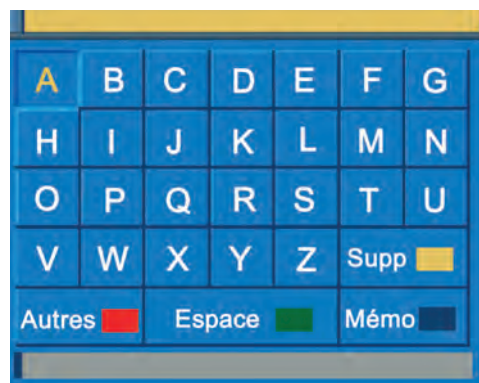 A B C D E F G
H I J K L M N
O P Q R S T U
V W X Y Z Supp
Autres Espace Mémo